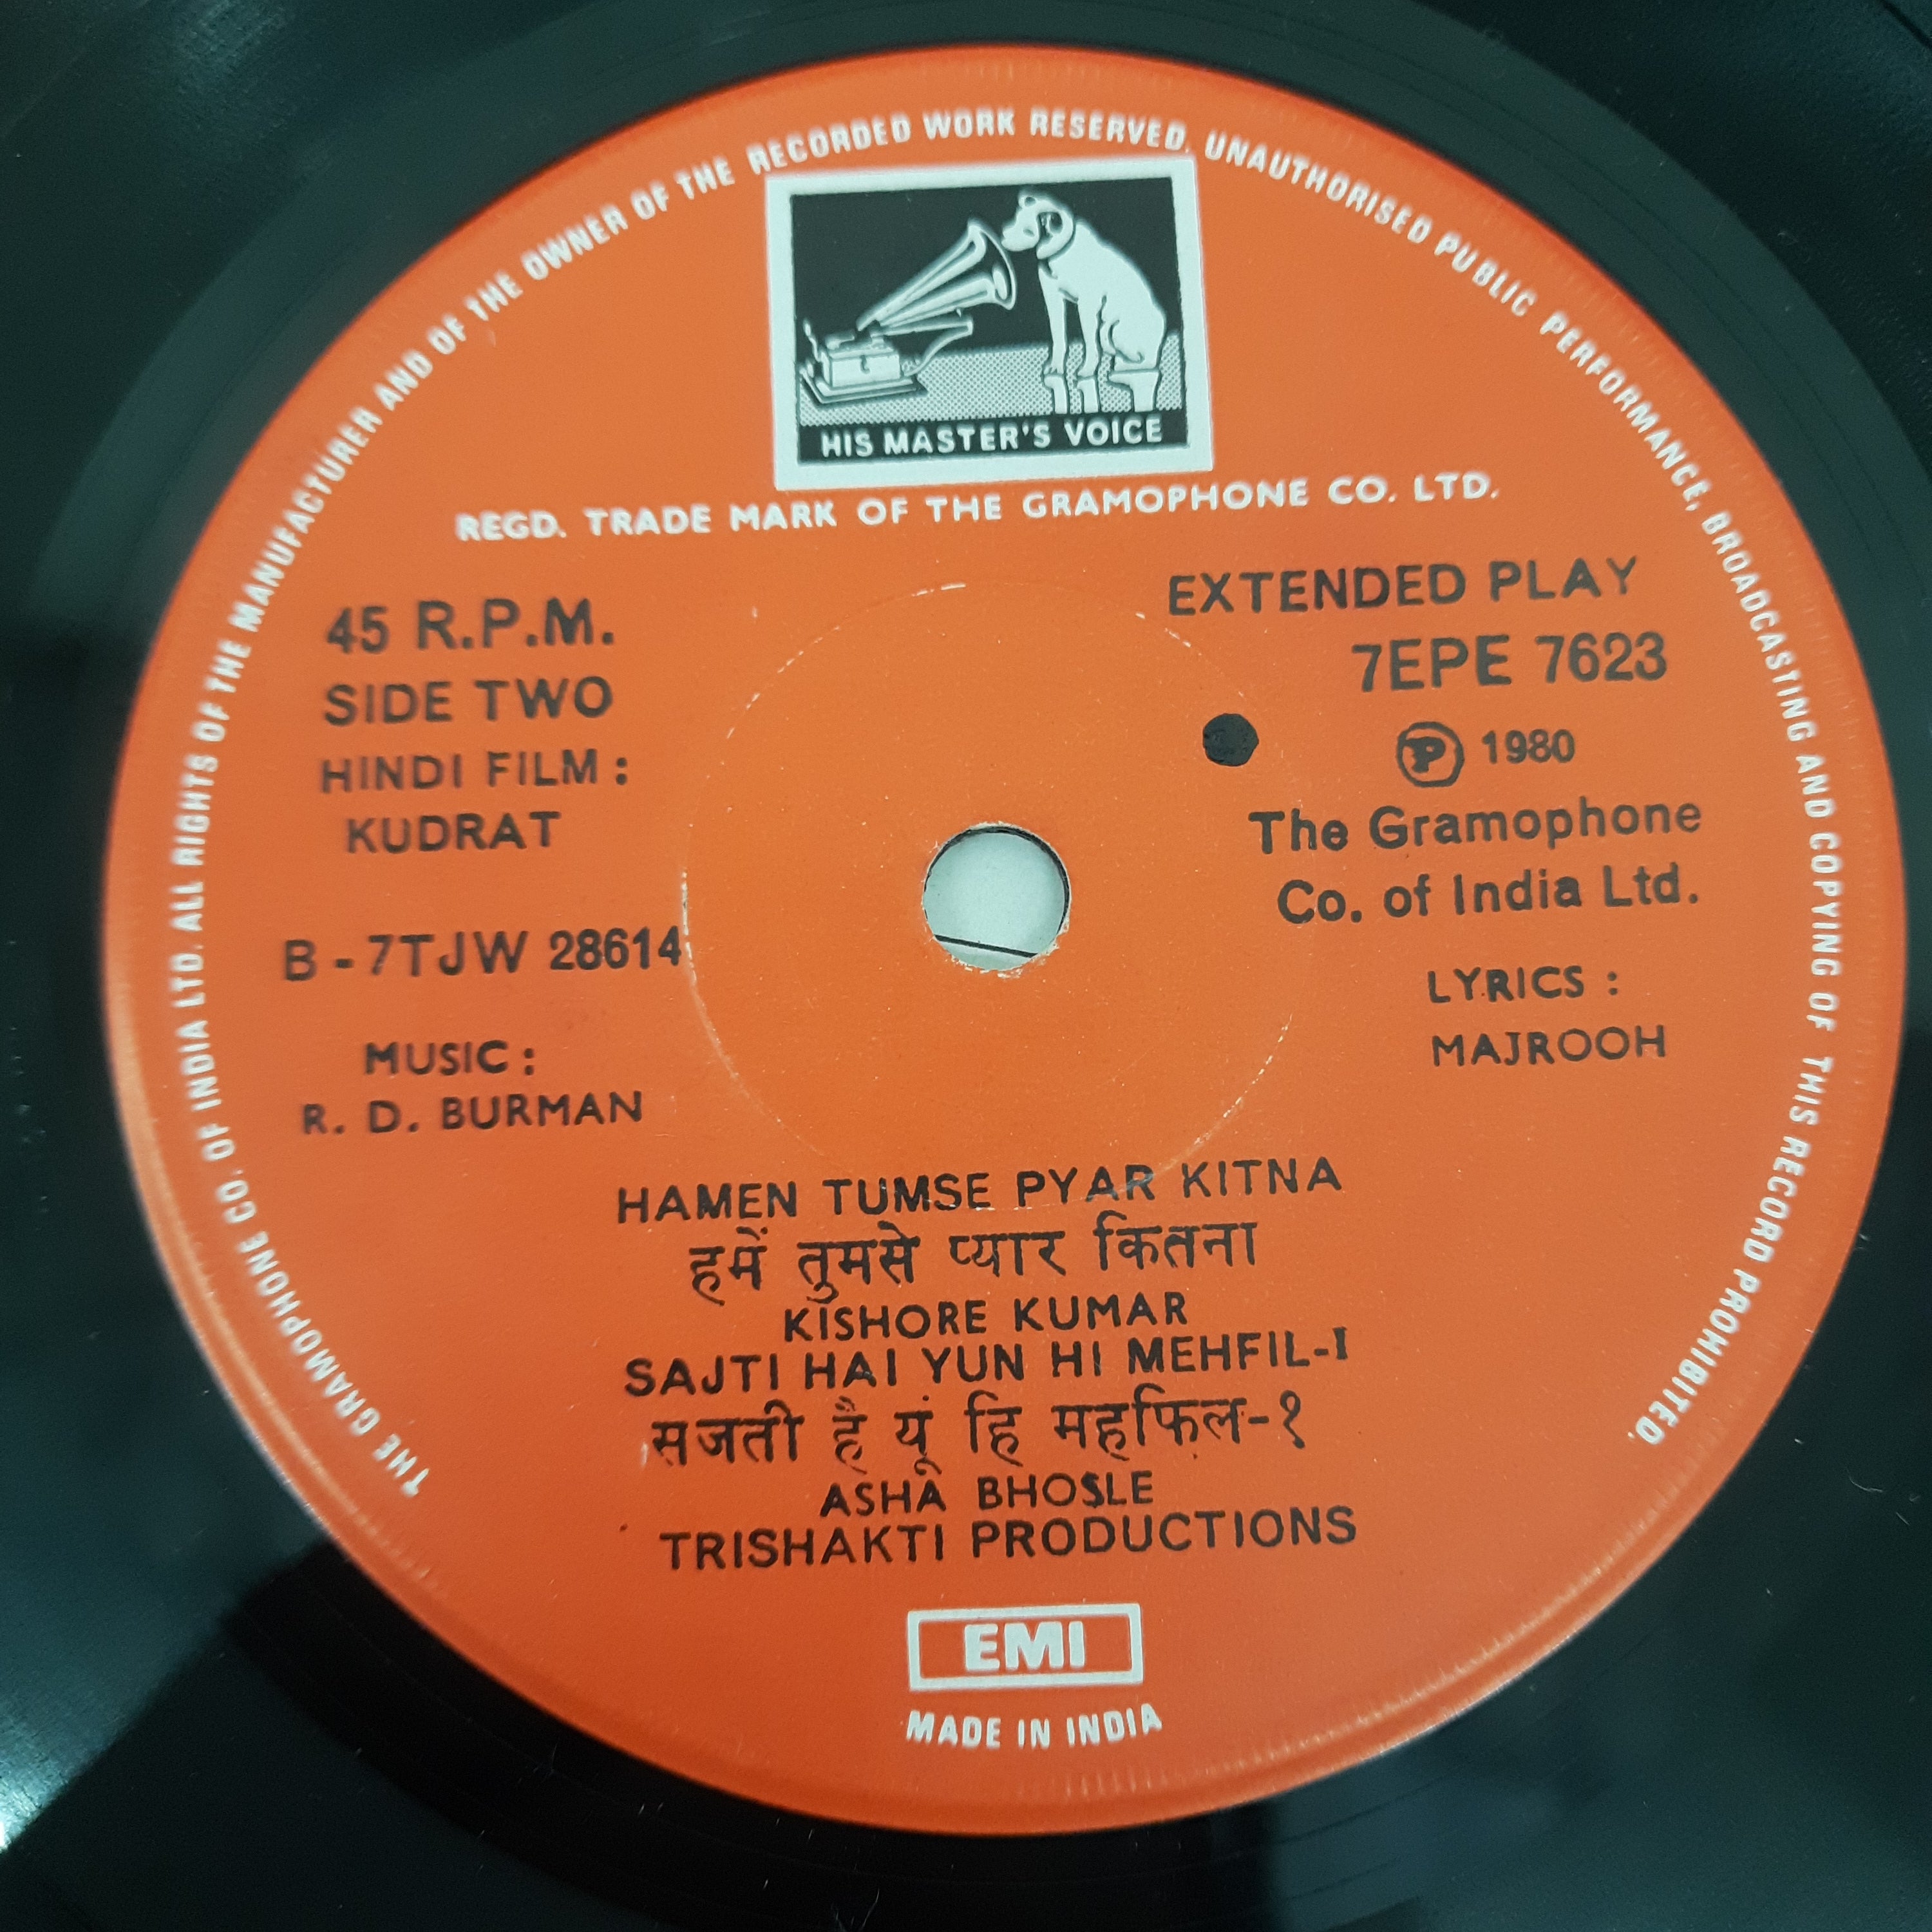 THE GRAMOPHONE CO. OF INDIA LTD. ALL RIGHTS OF THE MANUFACTURER AND OF THE OWNER OF THE RECORDED WORK RESERVED. UNAUTHORISED PUBLIC PERFORMANCE, BROADCASTING AND COPYING OF THIS RECORD PROHIBITED.
HIS MASTER'S VOICE
REGD. TRADE MARK OF THE GRAMOPHONE CO. LTD.
45 R.P.M.
SIDE TWO
HINDI FILM :
KUDRAT
B - 7TJW 28614
MUSIC :
R. D. BURMAN
EXTENDED PLAY
7EPE 7623
℗ 1980
The Gramophone
Co. of India Ltd.
LYRICS :
MAJROOH
HAMEN TUMSE PYAR KITNA
हमें तुमसे प्यार कितना
KISHORE KUMAR
SAJTI HAI YUN HI MEHFIL-I
सजती है यूं हि महफ़िल-१
ASHA BHOSLE
TRISHAKTI PRODUCTIONS
EMI
MADE IN INDIA